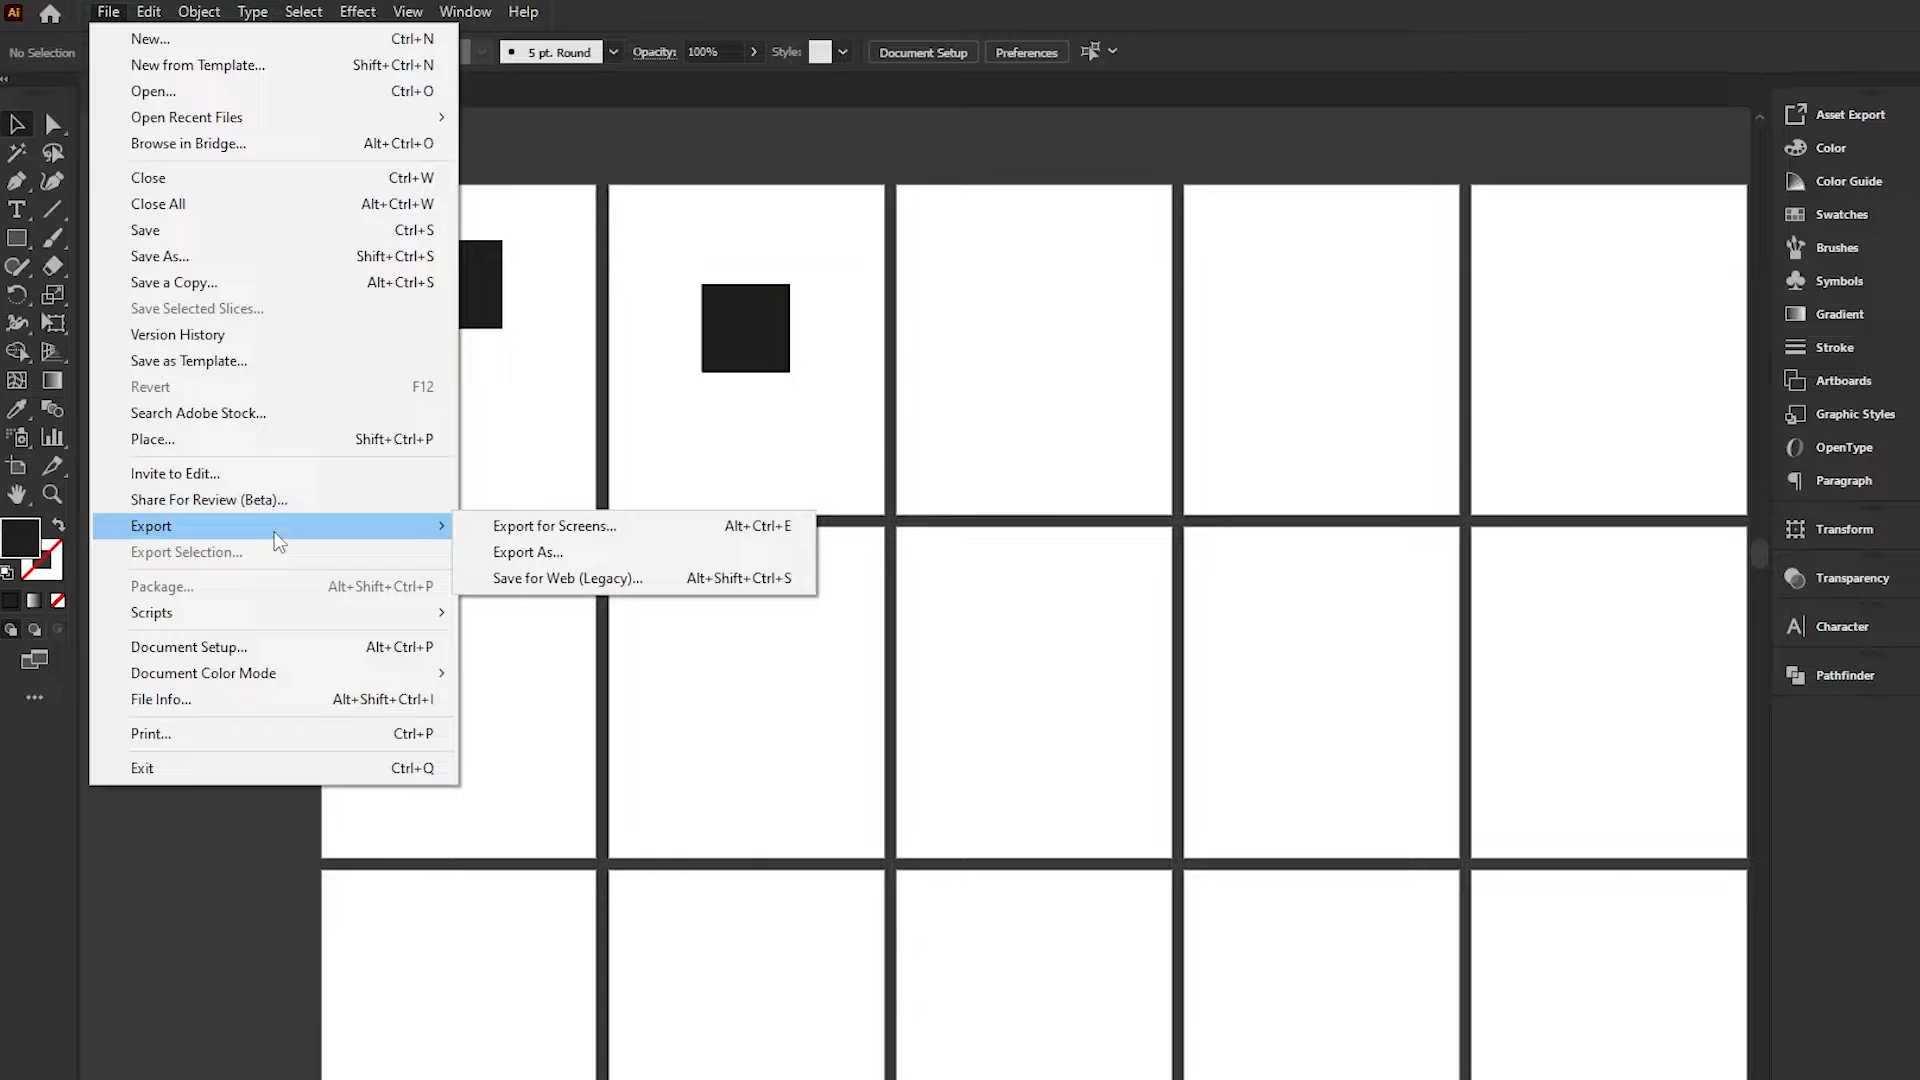 Ai
File Edit Object Type Select Effect View Window Help
No Selection
5 pt. Round
Opacity: 100%
Style:
Document Setup
Preferences
New... Ctrl+N
New from Template... Shift+Ctrl+N
Open... Ctrl+O
Open Recent Files
Browse in Bridge... Alt+Ctrl+O
Close Ctrl+W
Close All Alt+Ctrl+W
Save Ctrl+S
Save As... Shift+Ctrl+S
Save a Copy... Alt+Ctrl+S
Save Selected Slices...
Version History
Save as Template...
Revert F12
Search Adobe Stock...
Place... Shift+Ctrl+P
Invite to Edit...
Share For Review (Beta)...
Export
Export Selection...
Package... Alt+Shift+Ctrl+P
Scripts
Document Setup... Alt+Ctrl+P
Document Color Mode
File Info... Alt+Shift+Ctrl+I
Print... Ctrl+P
Exit Ctrl+Q
Export for Screens... Alt+Ctrl+E
Export As...
Save for Web (Legacy)... Alt+Shift+Ctrl+S
Asset Export
Color
Color Guide
Swatches
Brushes
Symbols
Gradient
Stroke
Artboards
Graphic Styles
OpenType
Paragraph
Transform
Transparency
Character
Pathfinder